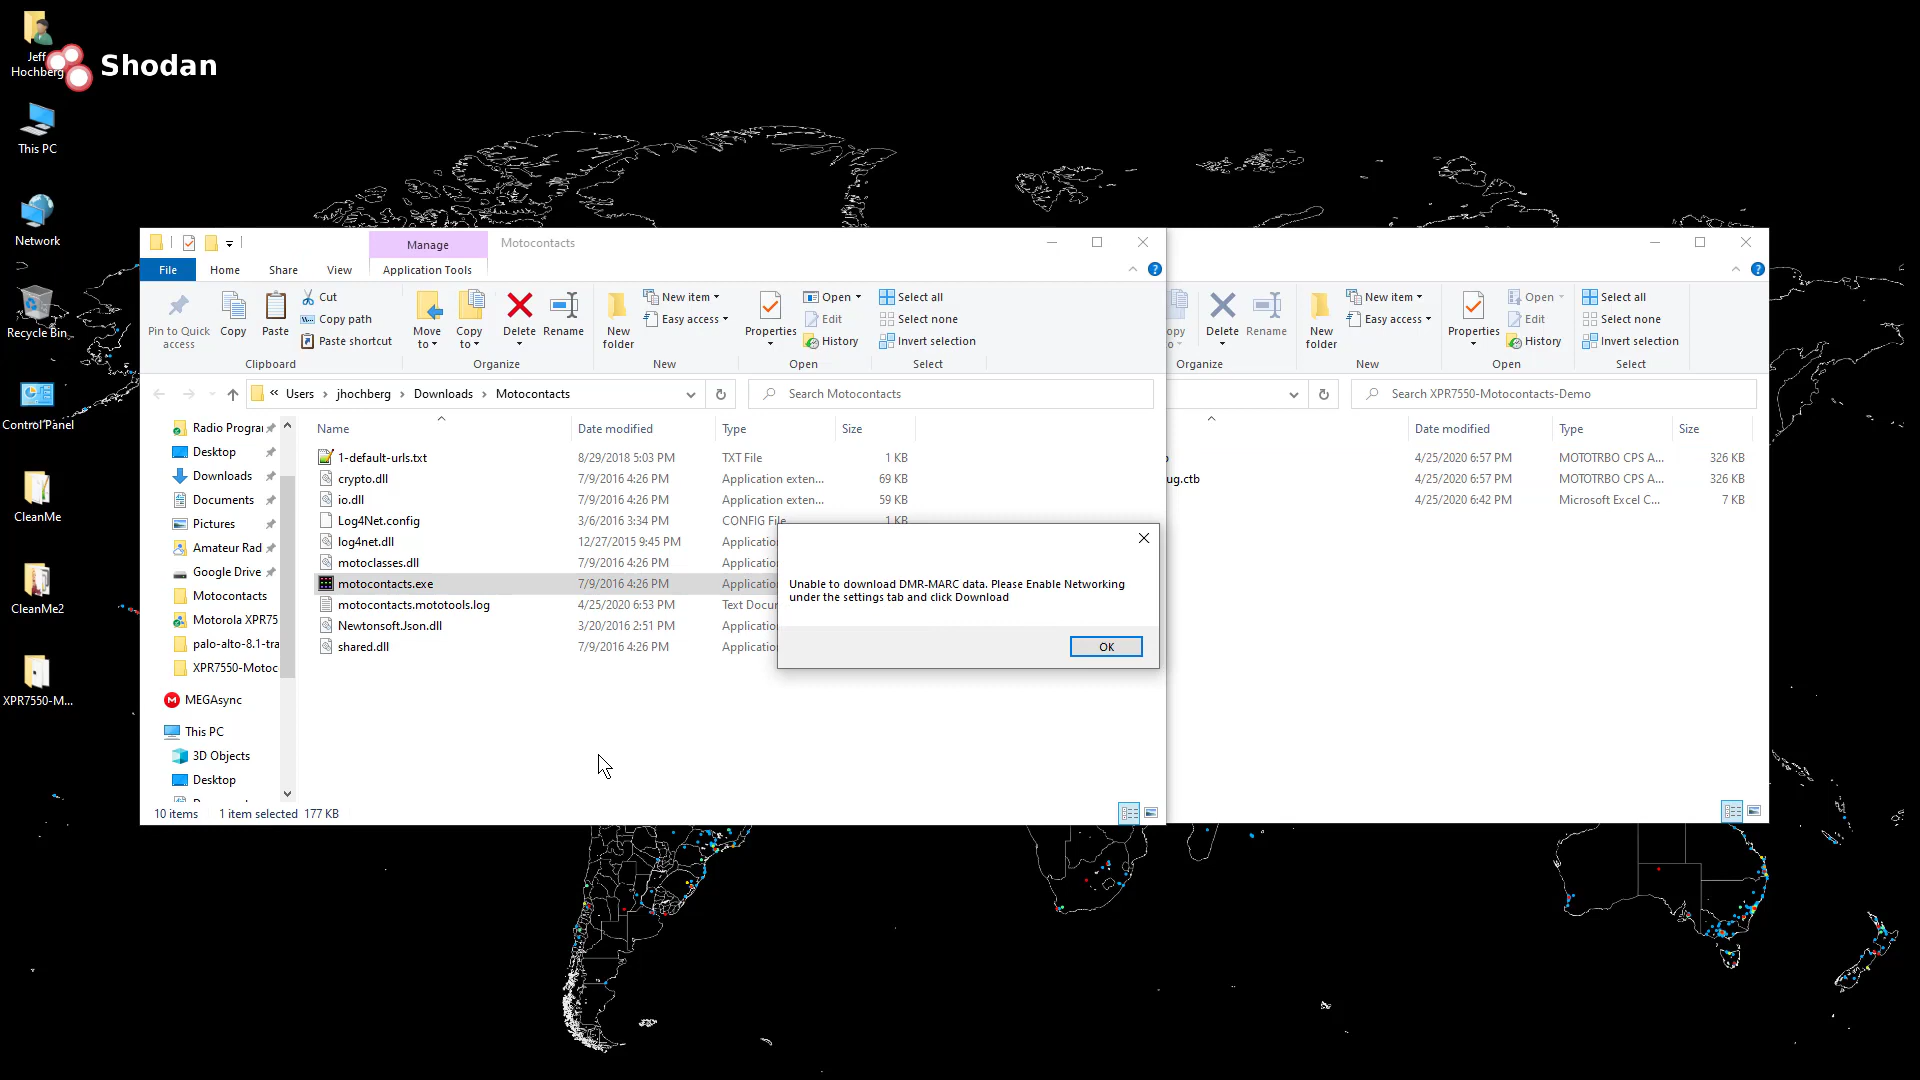 Jeff
Hochberg
Shodan
This PC
Network
Recycle Bin
Control Panel
CleanMe
CleanMe2
XPR7550-M...
Manage
Motocontacts
File
Home
Share
View
Application Tools
Pin to Quick
access
Copy
Paste
Cut
Copy path
Paste shortcut
Clipboard
Move
to
Copy
to
Delete
Rename
Organize
New
folder
New item
Easy access
New
Properties
Open
Edit
History
Open
Select all
Select none
Invert selection
Select
« Users › jhochberg › Downloads › Motocontacts
Search Motocontacts
Radio Progra
Desktop
Downloads
Documents
Pictures
Amateur Rad
Google Drive
Motocontacts
Motorola XPR75
palo-alto-8.1-tra
XPR7550-Motoc
MEGAsync
This PC
3D Objects
Desktop
Name Date modified Type Size
1-default-urls.txt 8/29/2018 5:03 PM TXT File 1 KB
crypto.dll 7/9/2016 4:26 PM Application exten... 69 KB
io.dll 7/9/2016 4:26 PM Application exten... 59 KB
Log4Net.config 3/6/2016 3:34 PM CONFIG File 1 KB
log4net.dll 12/27/2015 9:45 PM Applicatio
motoclasses.dll 7/9/2016 4:26 PM Applicatio
motocontacts.exe 7/9/2016 4:26 PM Applicatio
motocontacts.mototools.log 4/25/2020 6:53 PM Text Docu
Newtonsoft.Json.dll 3/20/2016 2:51 PM Applicatio
shared.dll 7/9/2016 4:26 PM Applicatio
10 items 1 item selected 177 KB
Unable to download DMR-MARC data. Please Enable Networking
under the settings tab and click Download
OK
opy
o
Delete
Rename
Organize
New
folder
New item
Easy access
New
Properties
Open
Edit
History
Open
Select all
Select none
Invert selection
Select
Search XPR7550-Motocontacts-Demo
Date modified Type Size
4/25/2020 6:57 PM MOTOTRBO CPS A... 326 KB
ug.ctb 4/25/2020 6:57 PM MOTOTRBO CPS A... 326 KB
4/25/2020 6:42 PM Microsoft Excel C... 7 KB